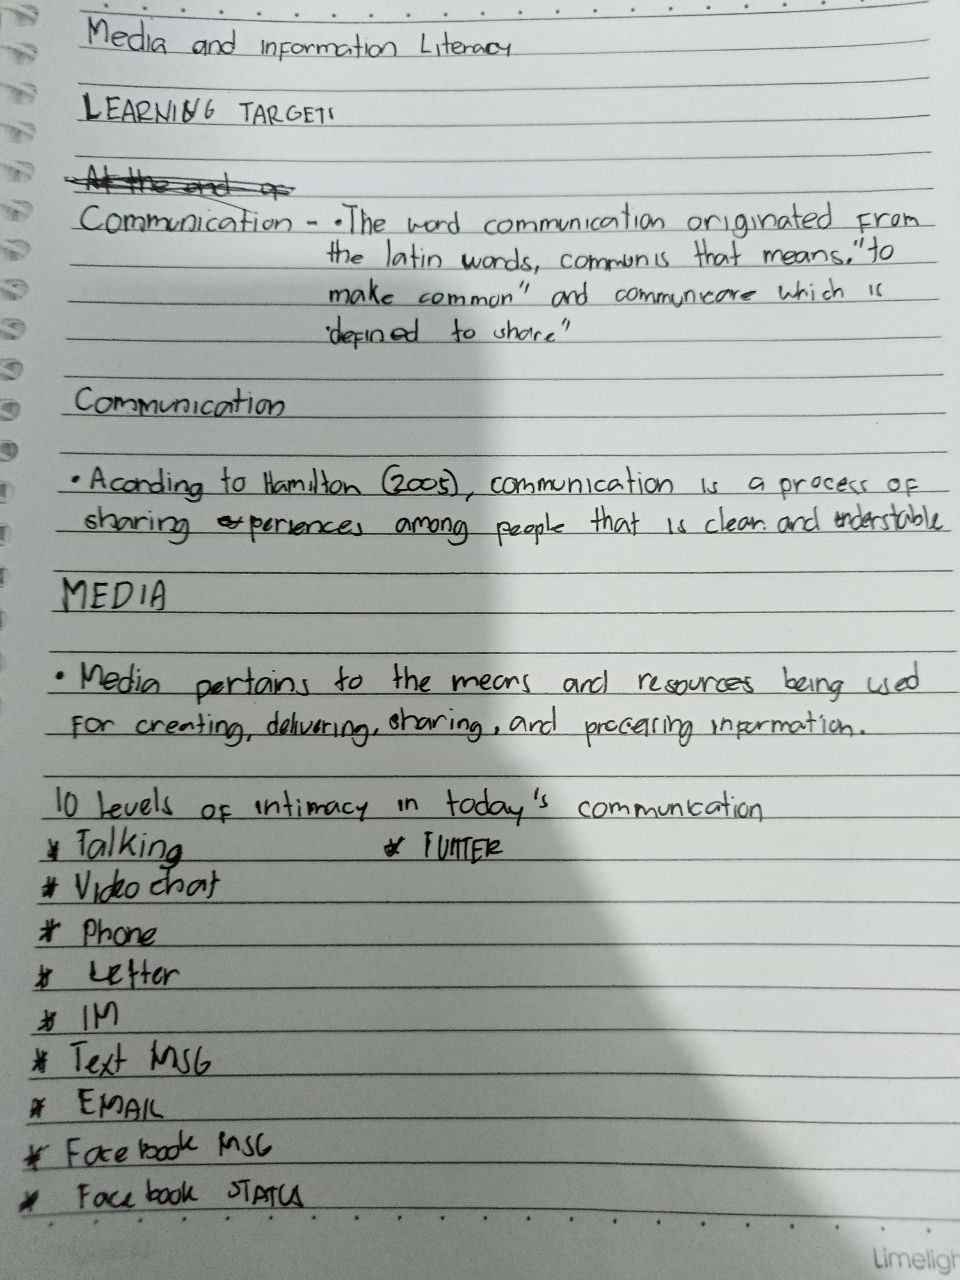 Media and information Literacy
LEARNING TARGETS
At the end of
Communication - •The word communication originated from
the latin words, communis that means, "to
make common" and communicare which is
"defined to share"
Communication
• Acording to Hamilton (2005), communication is a process of
sharing experiences among people that is clear and understable
MEDIA
• Media pertains to the means and resources being used
for creating, delivering, sharing, and processing information.
10 levels of intimacy in today's communication
* Talking * TWITTER
* Video chat
* Phone
* Letter
* IM
* Text MSG
* EMAIL
* Facebook MSG
* Facebook STATUS
Limeligh